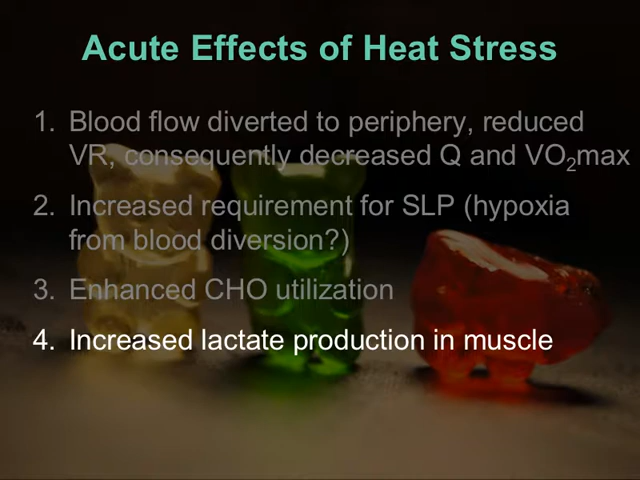 Acute Effects of Heat Stress
1. Blood flow diverted to periphery, reduced
VR, consequently decreased Q and VO₂max
2. Increased requirement for SLP (hypoxia
from blood diversion?)
3. Enhanced CHO utilization
4. Increased lactate production in muscle